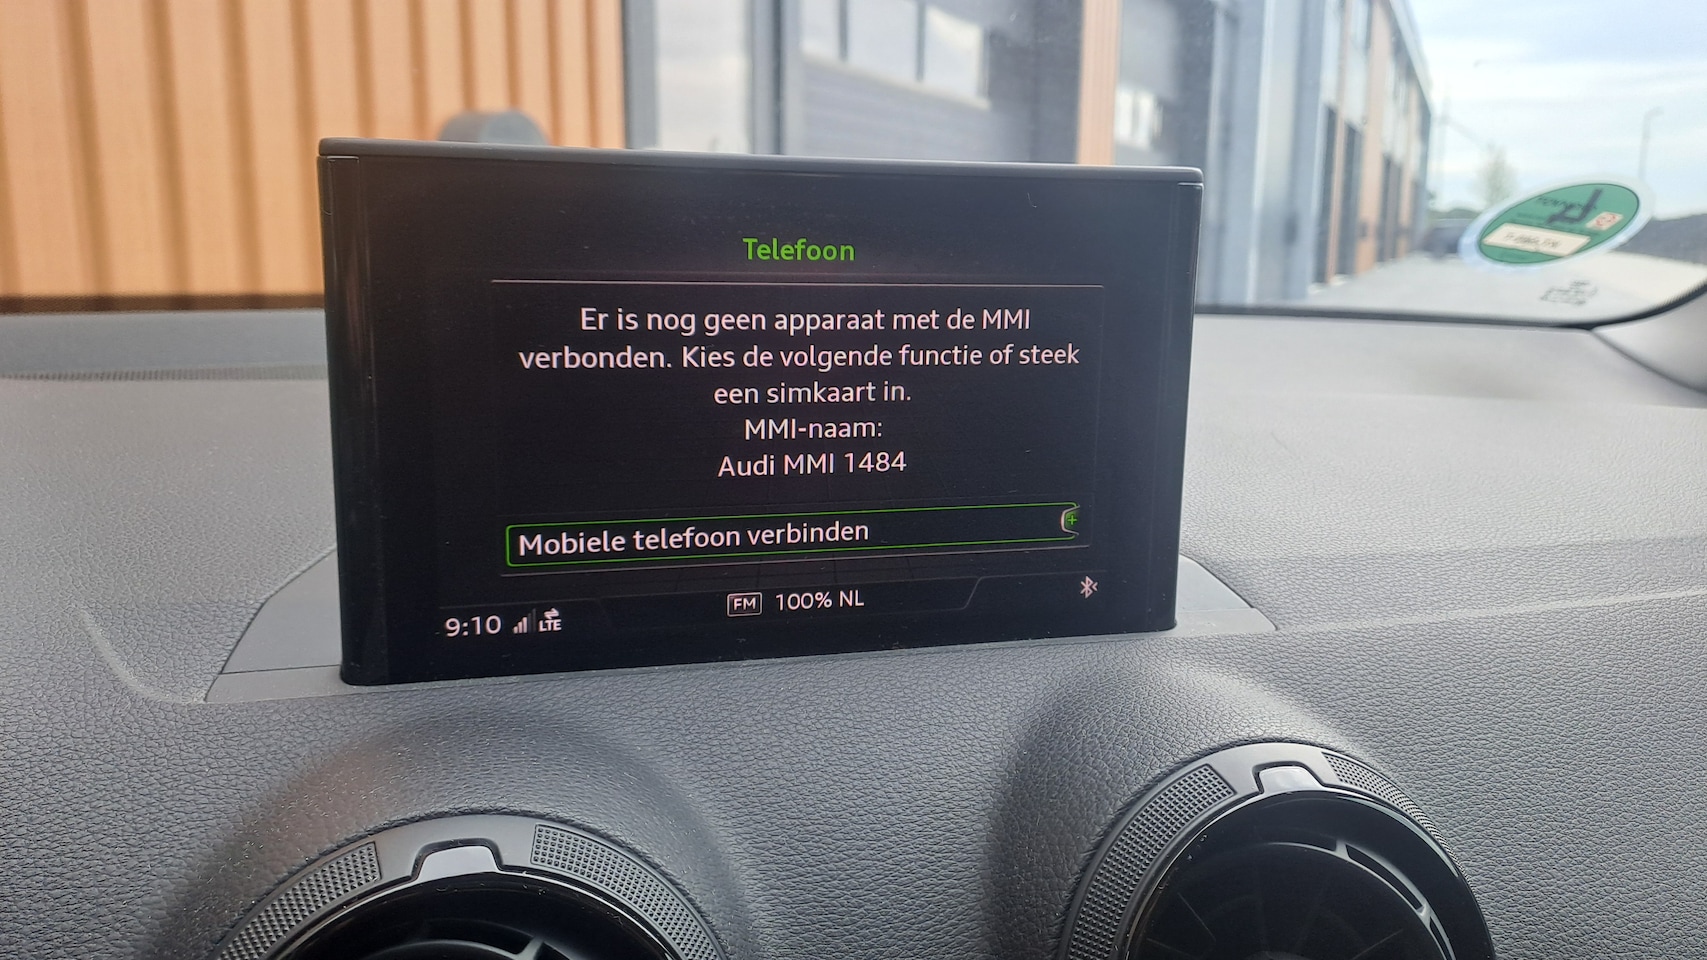 Telefoon
Er is nog geen apparaat met de MMI
verbonden. Kies de volgende functie of steek
een simkaart in.
MMI-naam:
Audi MMI 1484
Mobiele telefoon verbinden
FM 100% NL
9:10 LTE